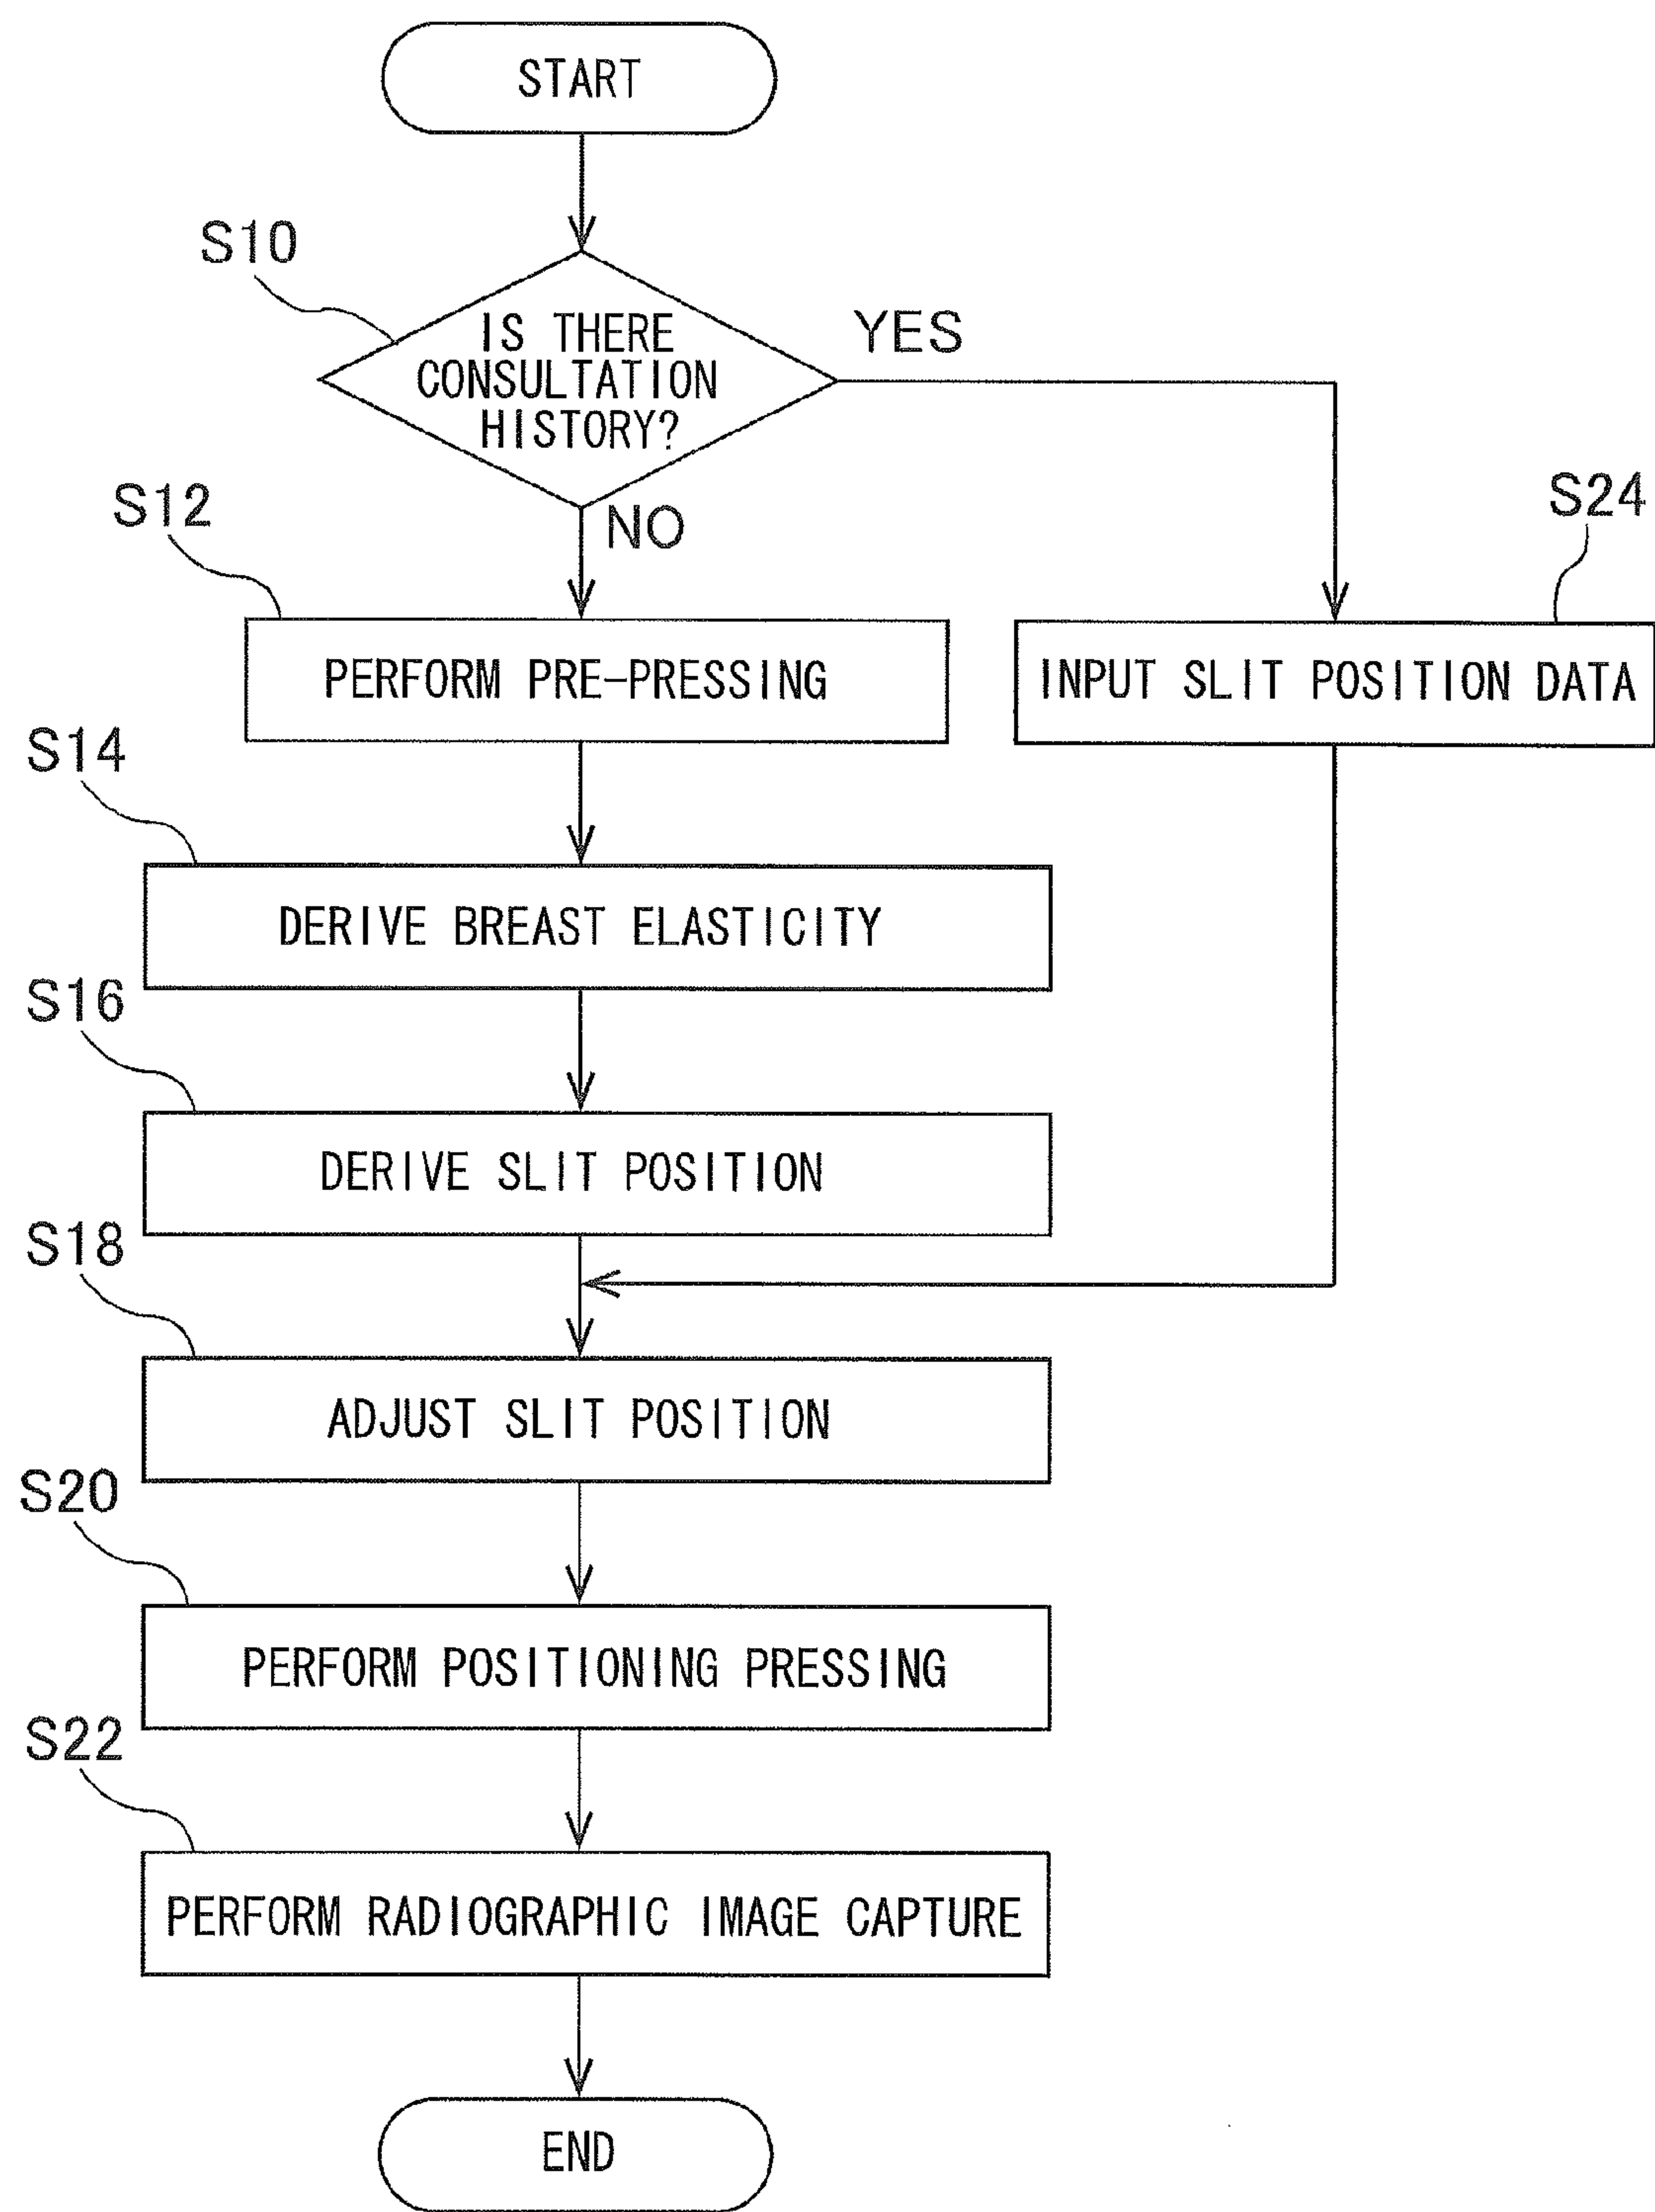 START
S10
IS THERE
CONSULTATION
HISTORY?
YES
NO
S12
PERFORM PRE-PRESSING
S24
INPUT SLIT POSITION DATA
S14
DERIVE BREAST ELASTICITY
S16
DERIVE SLIT POSITION
S18
ADJUST SLIT POSITION
S20
PERFORM POSITIONING PRESSING
S22
PERFORM RADIOGRAPHIC IMAGE CAPTURE
END